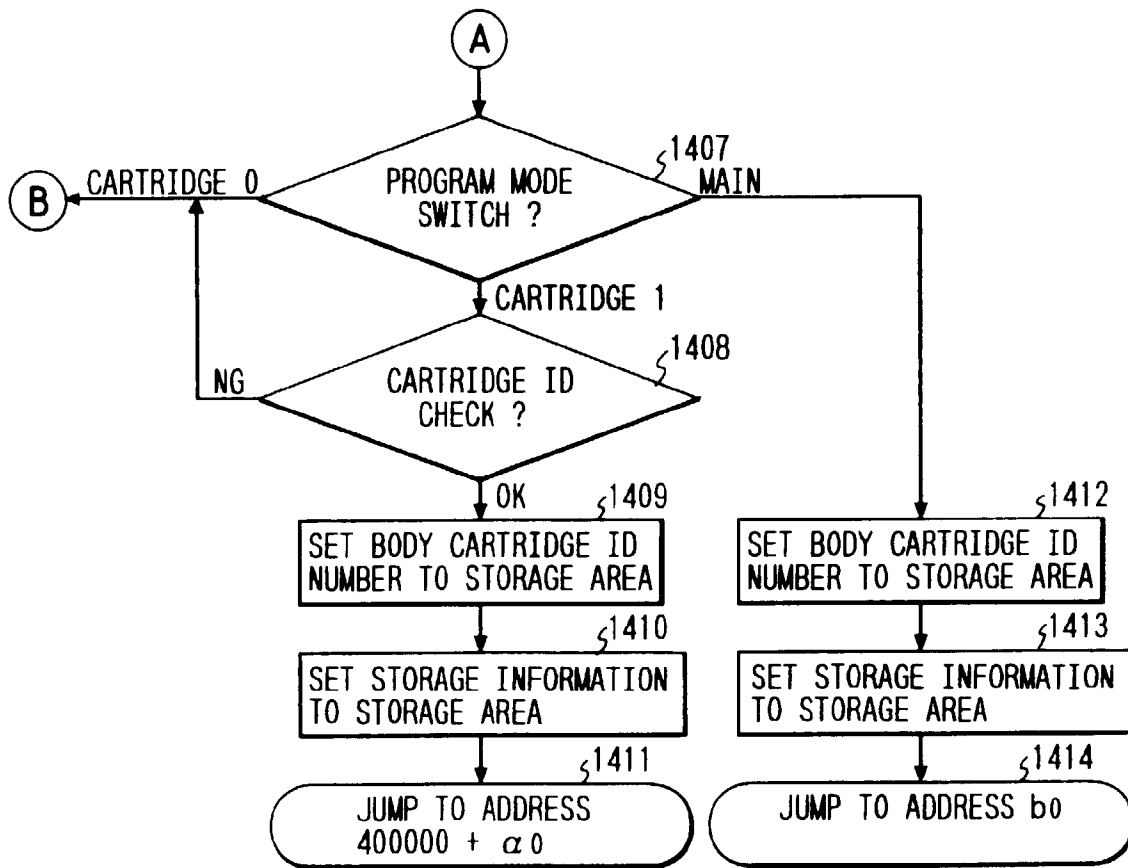 A
1407
CARTRIDGE 0
PROGRAM MODE
SWITCH ?
MAIN
B
CARTRIDGE 1
1408
NG
CARTRIDGE ID
CHECK ?
OK
1409
SET BODY CARTRIDGE ID
NUMBER TO STORAGE AREA
1412
SET BODY CARTRIDGE ID
NUMBER TO STORAGE AREA
1410
SET STORAGE INFORMATION
TO STORAGE AREA
1413
SET STORAGE INFORMATION
TO STORAGE AREA
1411
JUMP TO ADDRESS
400000 + α0
1414
JUMP TO ADDRESS b0